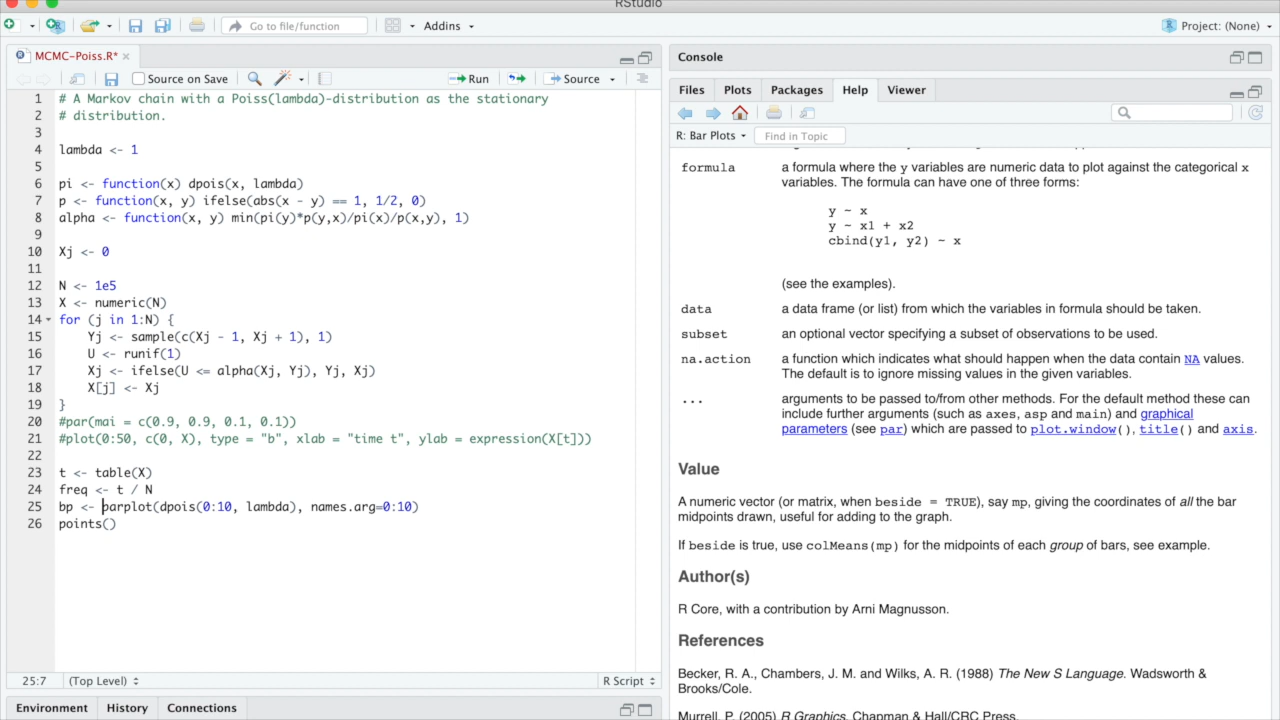 RStudio
Go to file/function
Addins
Project: (None)
MCMC-Poiss.R*
Source on Save
Run
Source
1 # A Markov chain with a Poiss(lambda)-distribution as the stationary
2 # distribution.
3
4 lambda <- 1
5
6 pi <- function(x) dpois(x, lambda)
7 p <- function(x, y) ifelse(abs(x - y) == 1, 1/2, 0)
8 alpha <- function(x, y) min(pi(y)*p(y,x)/pi(x)/p(x,y), 1)
9
10 Xj <- 0
11
12 N <- 1e5
13 X <- numeric(N)
14 for (j in 1:N) {
15 Yj <- sample(c(Xj - 1, Xj + 1), 1)
16 U <- runif(1)
17 Xj <- ifelse(U <= alpha(Xj, Yj), Yj, Xj)
18 X[j] <- Xj
19 }
20 #par(mai = c(0.9, 0.9, 0.1, 0.1))
21 #plot(0:50, c(0, X), type = "b", xlab = "time t", ylab = expression(X[t]))
22
23 t <- table(X)
24 freq <- t / N
25 bp <- barplot(dpois(0:10, lambda), names.arg=0:10)
26 points()
25:7 (Top Level) R Script
Environment History Connections
Console
Files Plots Packages Help Viewer
R: Bar Plots Find in Topic
formula a formula where the y variables are numeric data to plot against the categorical x
variables. The formula can have one of three forms:
y ~ x
y ~ x1 + x2
cbind(y1, y2) ~ x
(see the examples).
data a data frame (or list) from which the variables in formula should be taken.
subset an optional vector specifying a subset of observations to be used.
na.action a function which indicates what should happen when the data contain NA values.
The default is to ignore missing values in the given variables.
... arguments to be passed to/from other methods. For the default method these can
include further arguments (such as axes, asp and main) and graphical
parameters (see par) which are passed to plot.window(), title() and axis.
Value
A numeric vector (or matrix, when beside = TRUE), say mp, giving the coordinates of all the bar
midpoints drawn, useful for adding to the graph.
If beside is true, use colMeans(mp) for the midpoints of each group of bars, see example.
Author(s)
R Core, with a contribution by Arni Magnusson.
References
Becker, R. A., Chambers, J. M. and Wilks, A. R. (1988) The New S Language. Wadsworth &
Brooks/Cole.
Murrell, P. (2005) R Graphics. Chapman & Hall/CRC Press.